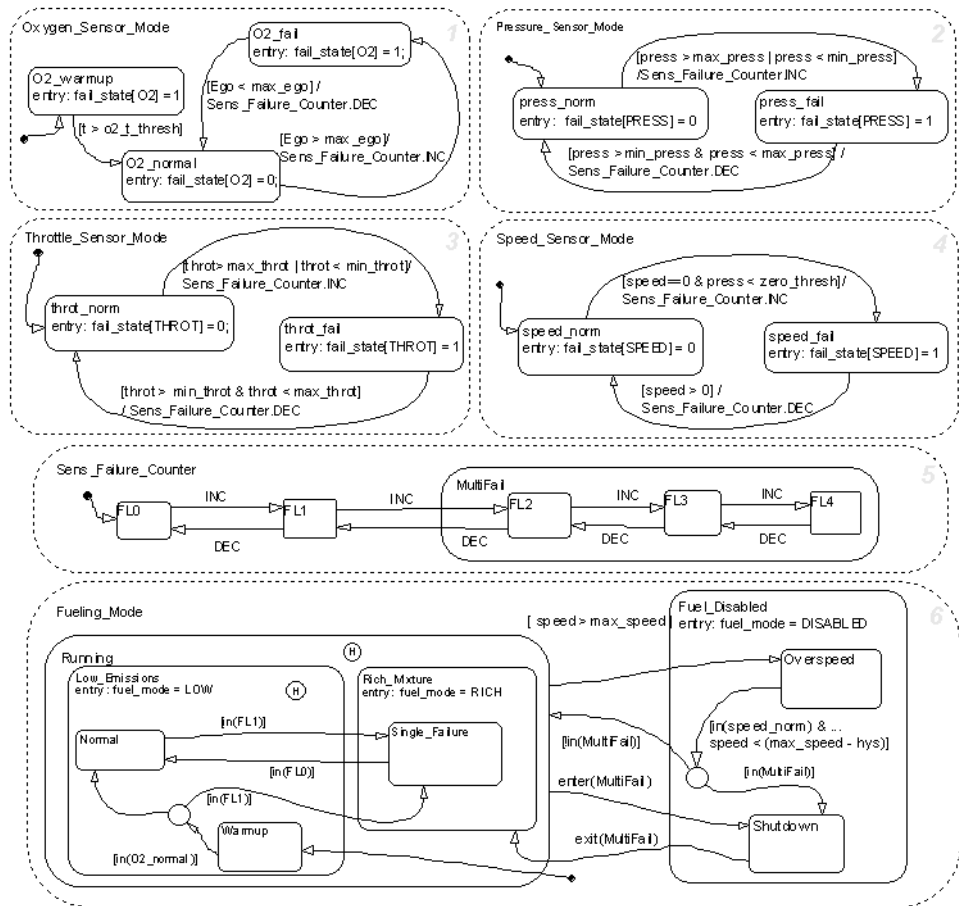 Oxygen_Sensor_Mode
1
O2_fail
entry: fail_state[O2] = 1;
O2_warmup
entry: fail_state[O2] = 1
[Ego < max_ego] /
Sens_Failure_Counter.DEC
[t > o2_t_thresh]
[Ego > max_ego]/
Sens_Failure_Counter.INC
O2_normal
entry: fail_state[O2] = 0;
Pressure_Sensor_Mode
2
[press > max_press | press < min_press]
/Sens_Failure_Counter.INC
press_norm
entry: fail_state[PRESS] = 0
press_fail
entry: fail_state[PRESS] = 1
[press > min_press & press < max_press] /
Sens_Failure_Counter.DEC
Throttle_Sensor_Mode
3
[throt > max_throt | throt < min_throt]/
Sens_Failure_Counter.INC
throt_norm
entry: fail_state[THROT] = 0;
throt_fail
entry: fail_state[THROT] = 1
[throt > min_throt & throt < max_throt]
/ Sens_Failure_Counter.DEC
Speed_Sensor_Mode
4
[speed==0 & press < zero_thresh]/
Sens_Failure_Counter.INC
speed_norm
entry: fail_state[SPEED] = 0
speed_fail
entry: fail_state[SPEED] = 1
[speed > 0] /
Sens_Failure_Counter.DEC
Sens_Failure_Counter
5
MultiFail
INC
INC
INC
INC
FL0
FL1
FL2
FL3
FL4
DEC
DEC
DEC
DEC
Fueling_Mode
6
Fuel_Disabled
entry: fuel_mode = DISABLED
[ speed > max_speed ]
Running
H
Low_Emissions
entry: fuel_mode = LOW
H
Rich_Mixture
entry: fuel_mode = RICH
Overspeed
[in(FL1)]
Normal
Single_Failure
[in(speed_norm) & ...
speed < (max_speed - hys)]
[!in(MultiFail)]
[in(FL0)]
[in(MultiFail)]
enter(MultiFail)
[in(FL1)]
Warmup
Shutdown
exit(MultiFail)
[in(O2_normal)]